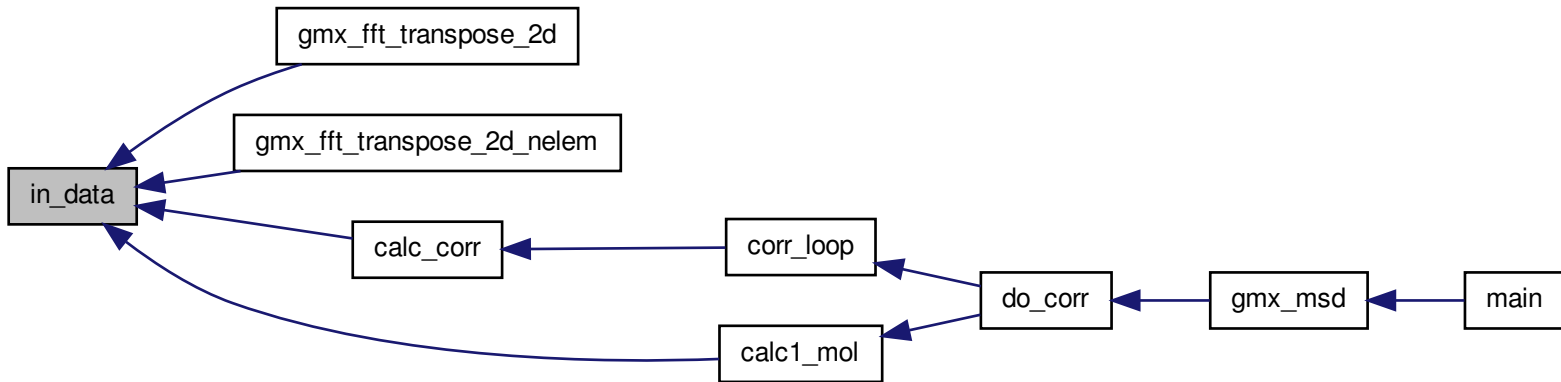 gmx_fft_transpose_2d
gmx_fft_transpose_2d_nelem
in_data
calc_corr
corr_loop
do_corr
gmx_msd
main
calc1_mol